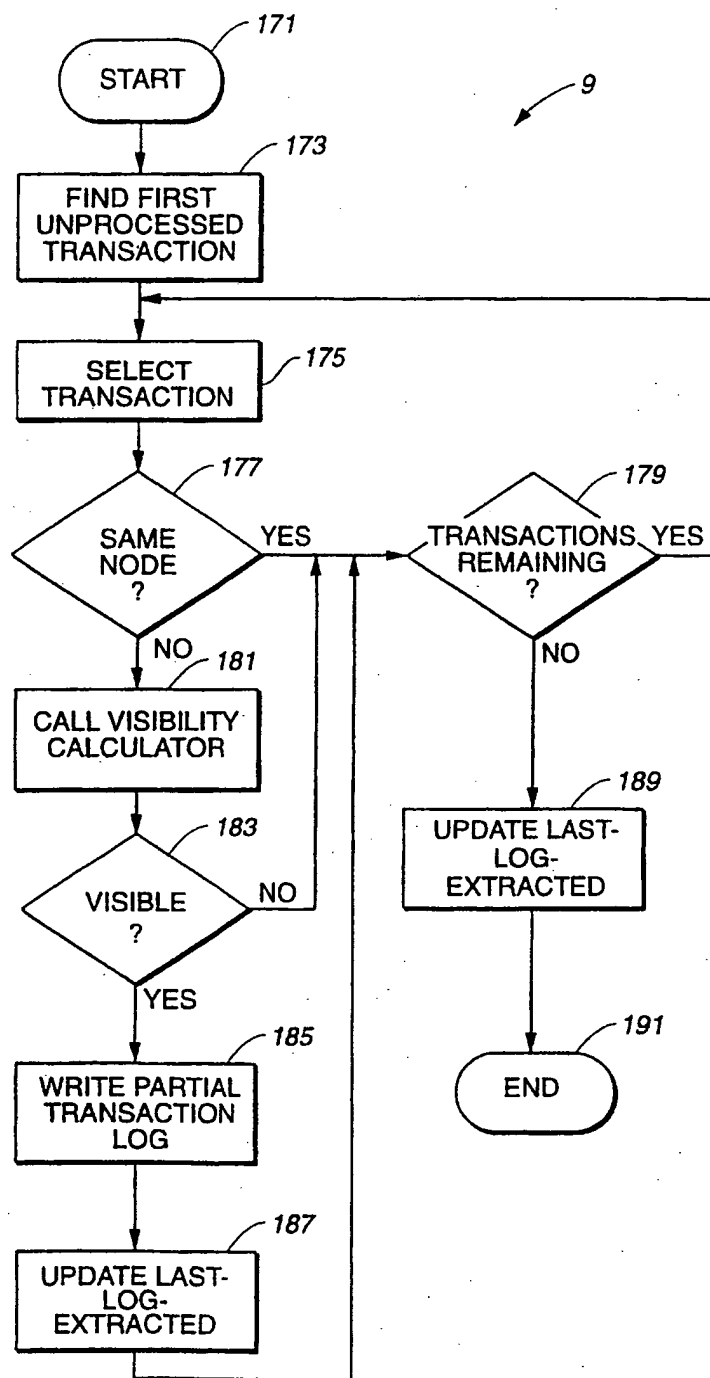 171
START
9
173
FIND FIRST
UNPROCESSED
TRANSACTION
SELECT
TRANSACTION
175
177
SAME
NODE
?
YES
NO
179
TRANSACTIONS
REMAINING
?
YES
NO
181
CALL VISIBILITY
CALCULATOR
183
VISIBLE
?
NO
YES
189
UPDATE LAST-
LOG-
EXTRACTED
185
WRITE PARTIAL
TRANSACTION
LOG
191
END
187
UPDATE LAST-
LOG-
EXTRACTED